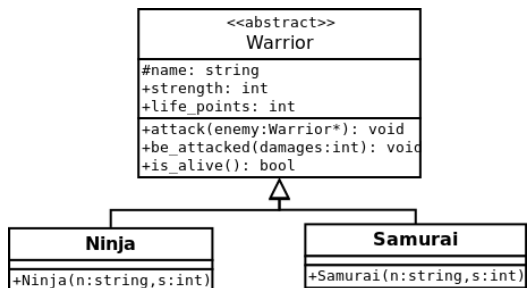 <<abstract>>
Warrior
#name: string
+strength: int
+life_points: int
+attack(enemy:Warrior*): void
+be_attacked(damages:int): void
+is_alive(): bool
Ninja
+Ninja(n:string,s:int)
Samurai
+Samurai(n:string,s:int)